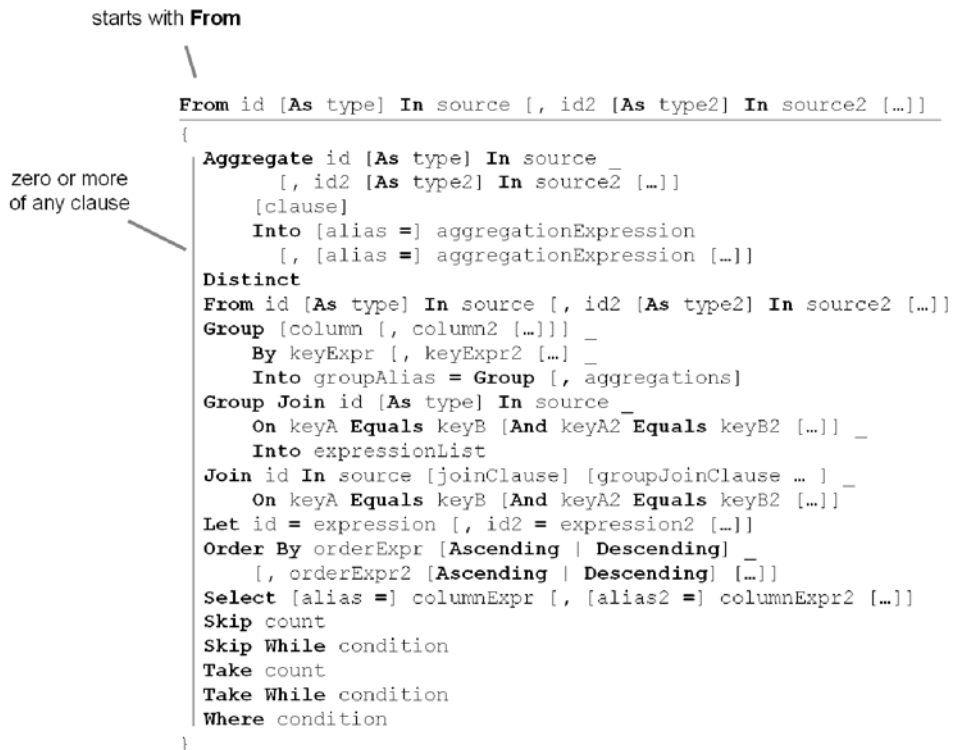 starts with From
From id [As type] In source [, id2 [As type2] In source2 […]]
{
zero or more
of any clause
Aggregate id [As type] In source _
[, id2 [As type2] In source2 […]]
[clause]
Into [alias =] aggregationExpression
[, [alias =] aggregationExpression […]]
Distinct
From id [As type] In source [, id2 [As type2] In source2 […]]
Group [column [, column2 […]]] _
By keyExpr [, keyExpr2 […] _
Into groupAlias = Group [, aggregations]
Group Join id [As type] In source _
On keyA Equals keyB [And keyA2 Equals keyB2 […]] _
Into expressionList
Join id In source [joinClause] [groupJoinClause … ] _
On keyA Equals keyB [And keyA2 Equals keyB2 […]]
Let id = expression [, id2 = expression2 […]]
Order By orderExpr [Ascending | Descending] _
[, orderExpr2 [Ascending | Descending] […]]
Select [alias =] columnExpr [, [alias2 =] columnExpr2 […]]
Skip count
Skip While condition
Take count
Take While condition
Where condition
}